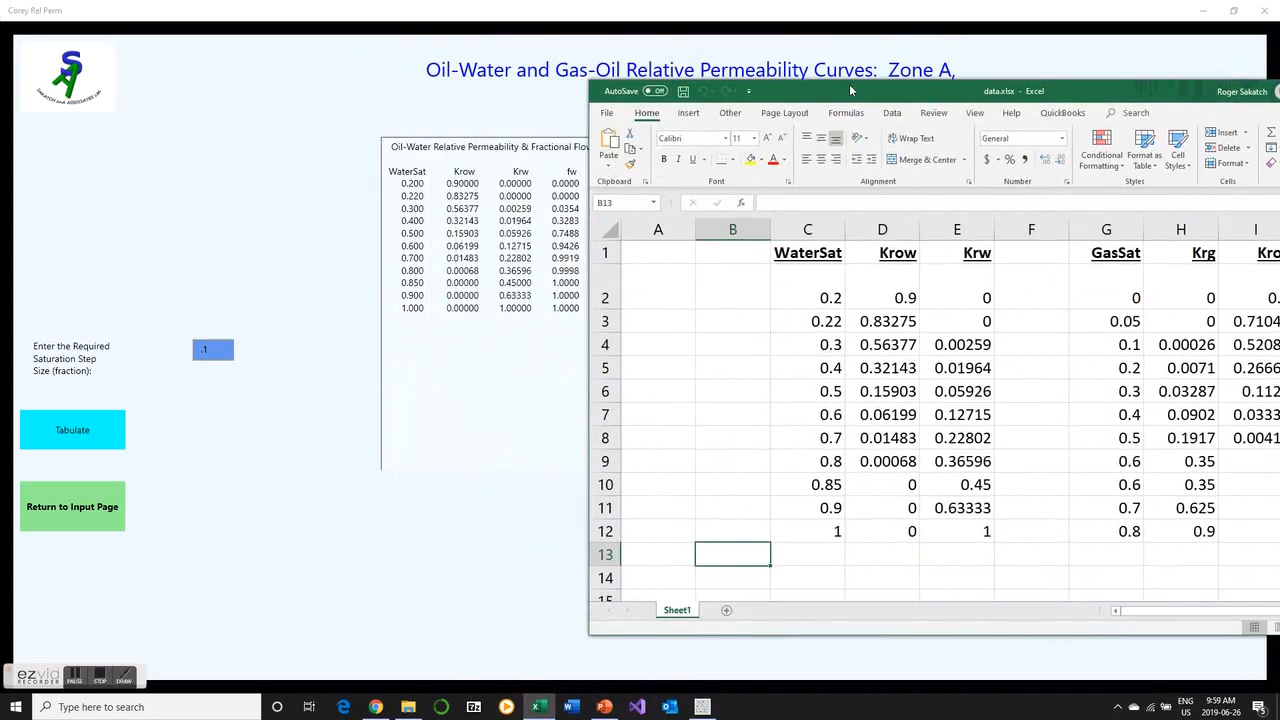 Corey Rel Perm
SAKATCH and ASSOCIATES Ltd.
Oil-Water and Gas-Oil Relative Permeability Curves: Zone A,
Oil-Water Relative Permeability & Fractional Flow
WaterSat Krow Krw fw
0.200 0.90000 0.00000 0.0000
0.220 0.83275 0.00000 0.0000
0.300 0.56377 0.00259 0.0354
0.400 0.32143 0.01964 0.3283
0.500 0.15903 0.05926 0.7488
0.600 0.06199 0.12715 0.9426
0.700 0.01483 0.22802 0.9919
0.800 0.00068 0.36596 0.9998
0.850 0.00000 0.45000 1.0000
0.900 0.00000 0.63333 1.0000
1.000 0.00000 1.00000 1.0000
Enter the Required
Saturation Step
Size (fraction):
.1
Tabulate
Return to Input Page
AutoSave Off
data.xlsx - Excel
Roger Sakatch
File Home Insert Draw Page Layout Formulas Data Review View Help QuickBooks Search
Paste
Calibri 11
B I U
Wrap Text
Merge & Center
General
$ % 9
Conditional Formatting
Format as Table
Cell Styles
Insert
Delete
Format
Clipboard Font Alignment Number Styles Cells
B13 fx
A B C D E F G H I
1 WaterSat Krow Krw GasSat Krg Kro
2 0.2 0.9 0 0 0 0.
3 0.22 0.83275 0 0.05 0 0.7104
4 0.3 0.56377 0.00259 0.1 0.00026 0.5208
5 0.4 0.32143 0.01964 0.2 0.0071 0.2666
6 0.5 0.15903 0.05926 0.3 0.03287 0.112
7 0.6 0.06199 0.12715 0.4 0.0902 0.0333
8 0.7 0.01483 0.22802 0.5 0.1917 0.0041
9 0.8 0.00068 0.36596 0.6 0.35
10 0.85 0 0.45 0.6 0.35
11 0.9 0 0.63333 0.7 0.625
12 1 0 1 0.8 0.9
13
14
15
Sheet1
ezvid
RECORDER
PAUSE STOP DRAW
Type here to search
ENG
US
9:59 AM
2019-06-26